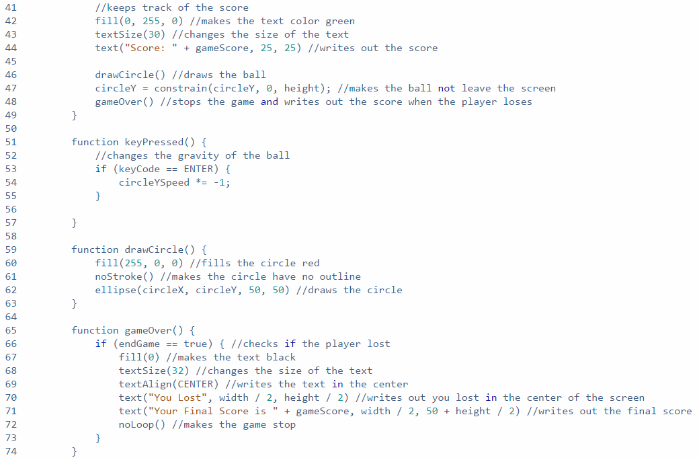 41 //keeps track of the score
42 fill(0, 255, 0) //makes the text color green
43 textSize(30) //changes the size of the text
44 text("Score: " + gameScore, 25, 25) //writes out the score
45
46 drawCircle() //draws the ball
47 circleY = constrain(circleY, 0, height); //makes the ball not leave the screen
48 gameOver() //stops the game and writes out the score when the player loses
49 }
50
51 function keyPressed() {
52 //changes the gravity of the ball
53 if (keyCode == ENTER) {
54 circleYSpeed *= -1;
55 }
56
57 }
58
59 function drawCircle() {
60 fill(255, 0, 0) //fills the circle red
61 noStroke() //makes the circle have no outline
62 ellipse(circleX, circleY, 50, 50) //draws the circle
63 }
64
65 function gameOver() {
66 if (endGame == true) { //checks if the player lost
67 fill(0) //makes the text black
68 textSize(32) //changes the size of the text
69 textAlign(CENTER) //writes the text in the center
70 text("You Lost", width / 2, height / 2) //writes out you lost in the center of the screen
71 text("Your Final Score is " + gameScore, width / 2, 50 + height / 2) //writes out the final score
72 noLoop() //makes the game stop
73 }
74 }